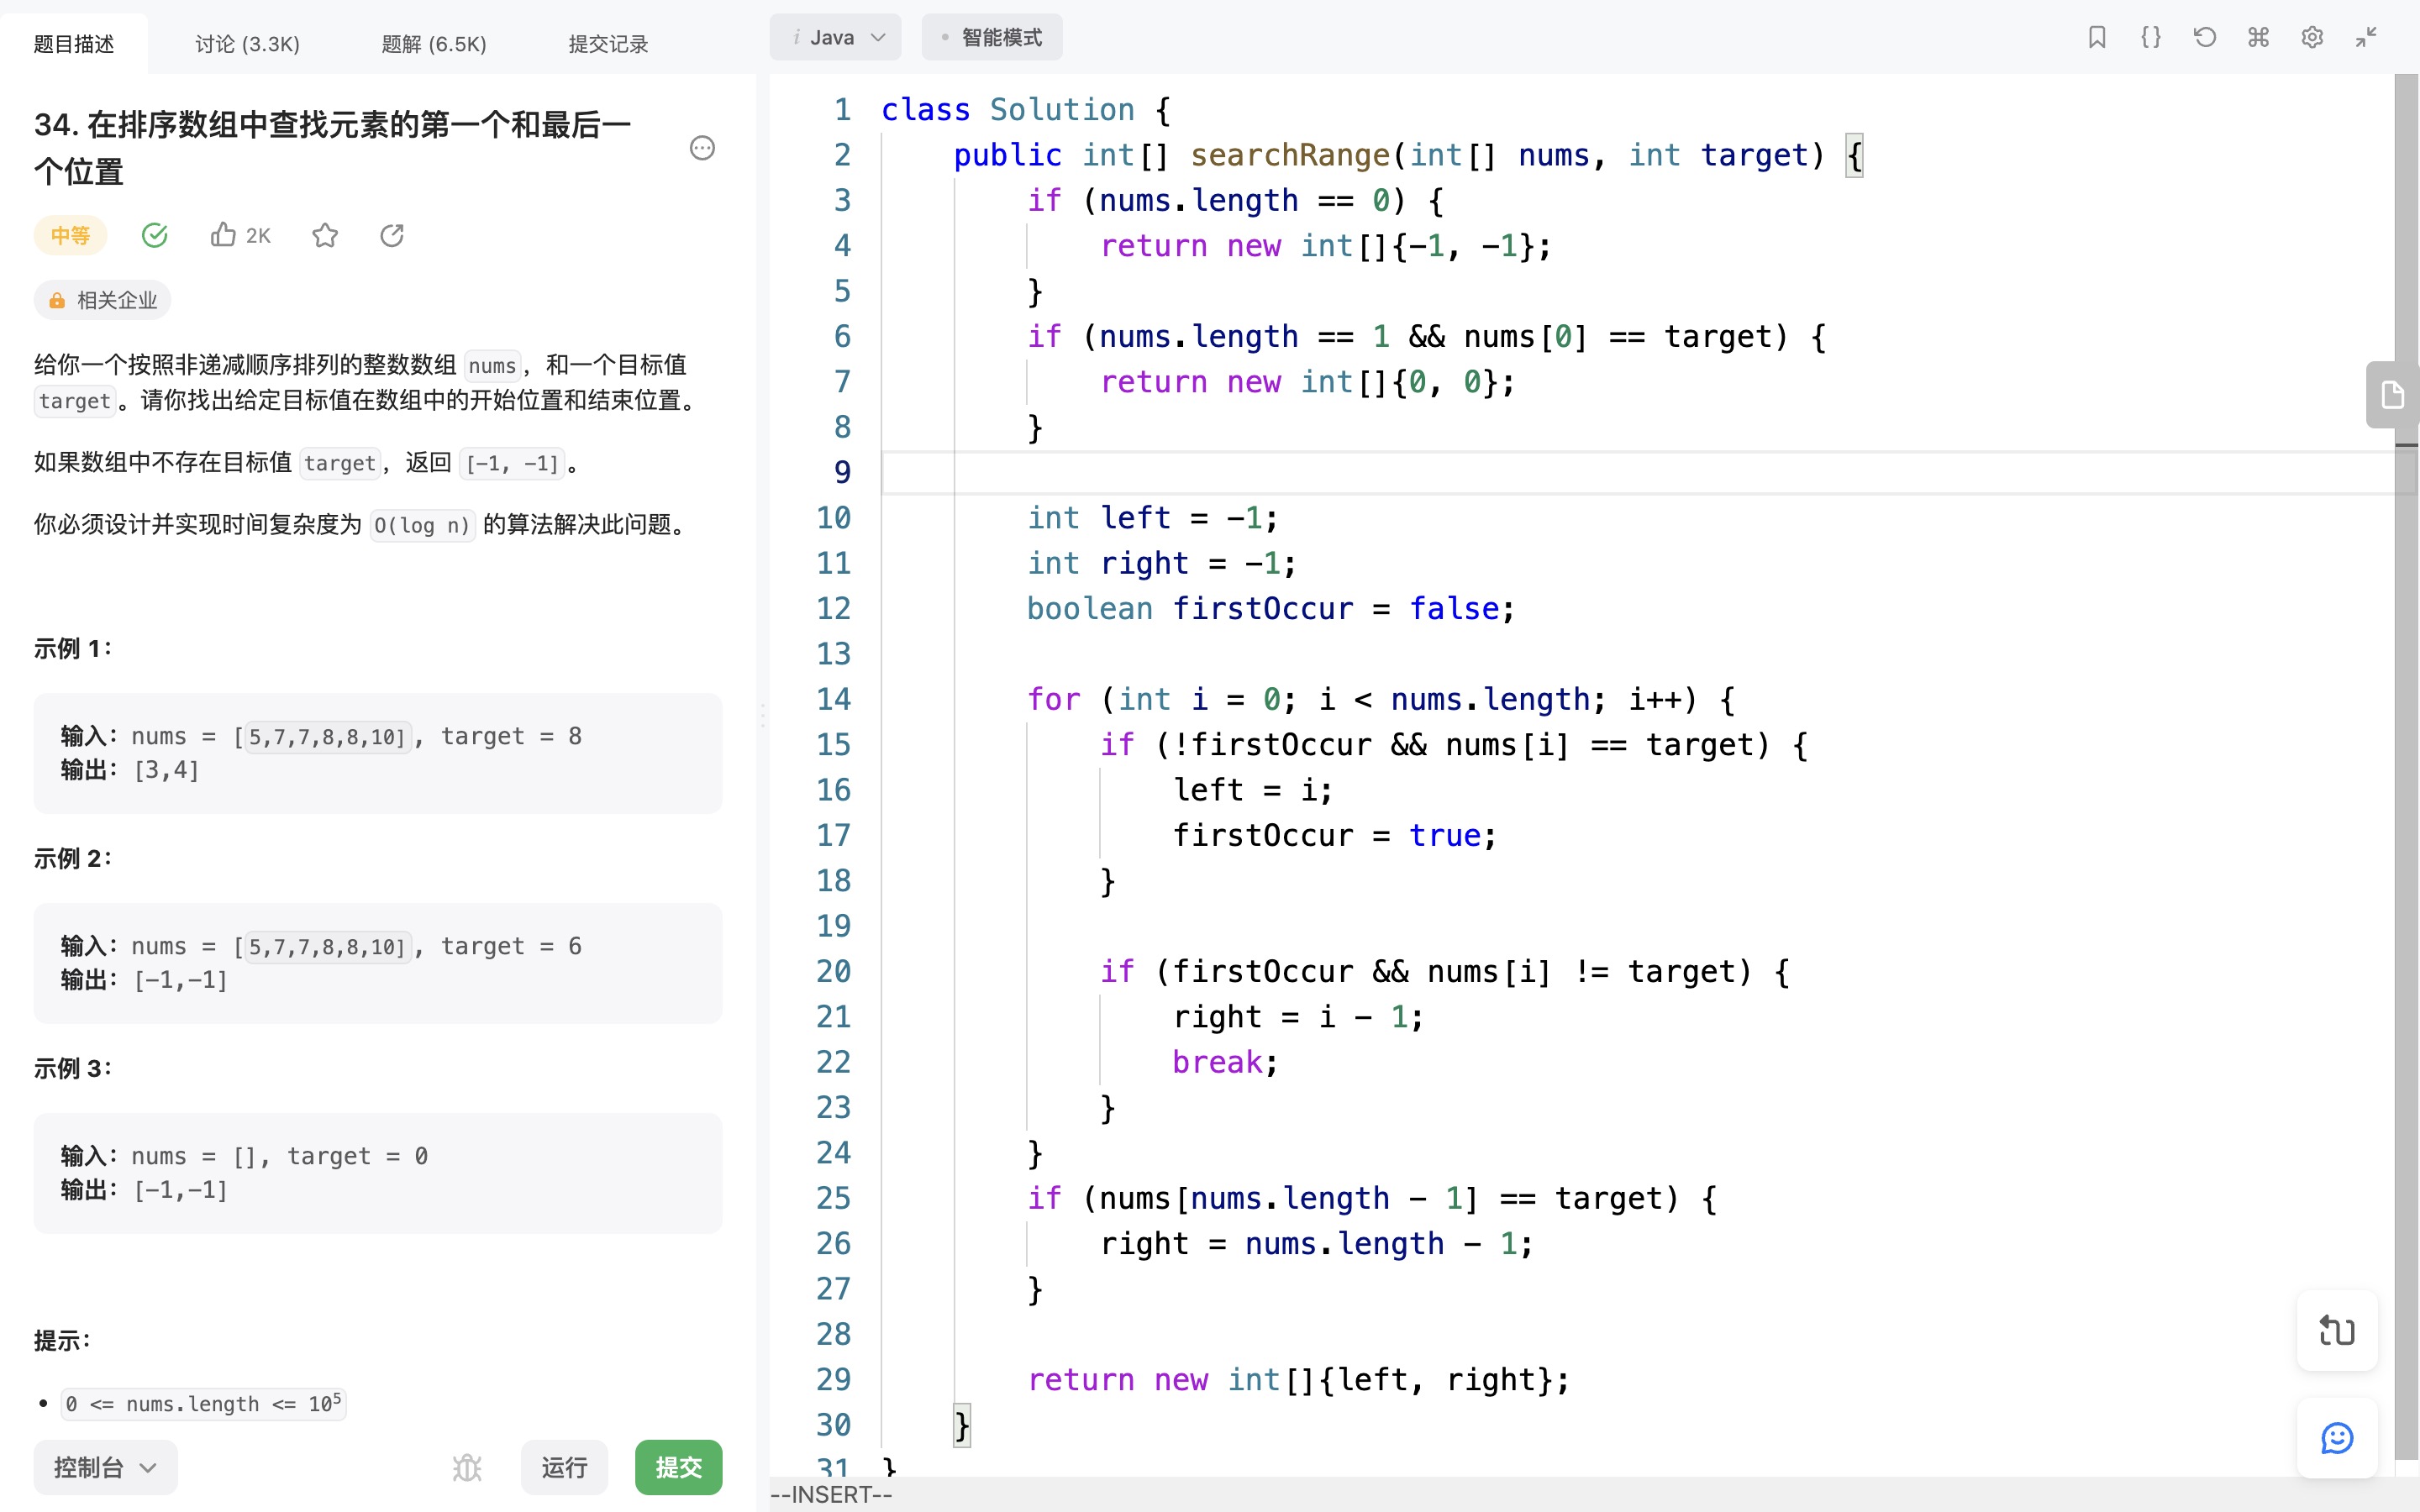 题目描述
讨论 (3.3K)
题解 (6.5K)
提交记录
34. 在排序数组中查找元素的第一个和最后一
个位置
中等
2K
相关企业
给你一个按照非递减顺序排列的整数数组 nums，和一个目标值
target。请你找出给定目标值在数组中的开始位置和结束位置。
如果数组中不存在目标值 target，返回 [-1, -1]。
你必须设计并实现时间复杂度为 O(log n) 的算法解决此问题。
示例 1：
输入：nums = [5,7,7,8,8,10], target = 8
输出：[3,4]
示例 2：
输入：nums = [5,7,7,8,8,10], target = 6
输出：[-1,-1]
示例 3：
输入：nums = [], target = 0
输出：[-1,-1]
提示：
• 0 <= nums.length <= 10⁵
控制台
运行
提交
i Java
• 智能模式
1 class Solution {
2     public int[] searchRange(int[] nums, int target) {
3         if (nums.length == 0) {
4             return new int[]{-1, -1};
5         }
6         if (nums.length == 1 && nums[0] == target) {
7             return new int[]{0, 0};
8         }
9
10         int left = -1;
11         int right = -1;
12         boolean firstOccur = false;
13
14         for (int i = 0; i < nums.length; i++) {
15             if (!firstOccur && nums[i] == target) {
16                 left = i;
17                 firstOccur = true;
18             }
19
20             if (firstOccur && nums[i] != target) {
21                 right = i - 1;
22                 break;
23             }
24         }
25         if (nums[nums.length - 1] == target) {
26             right = nums.length - 1;
27         }
28
29         return new int[]{left, right};
30     }
31 }
--INSERT--